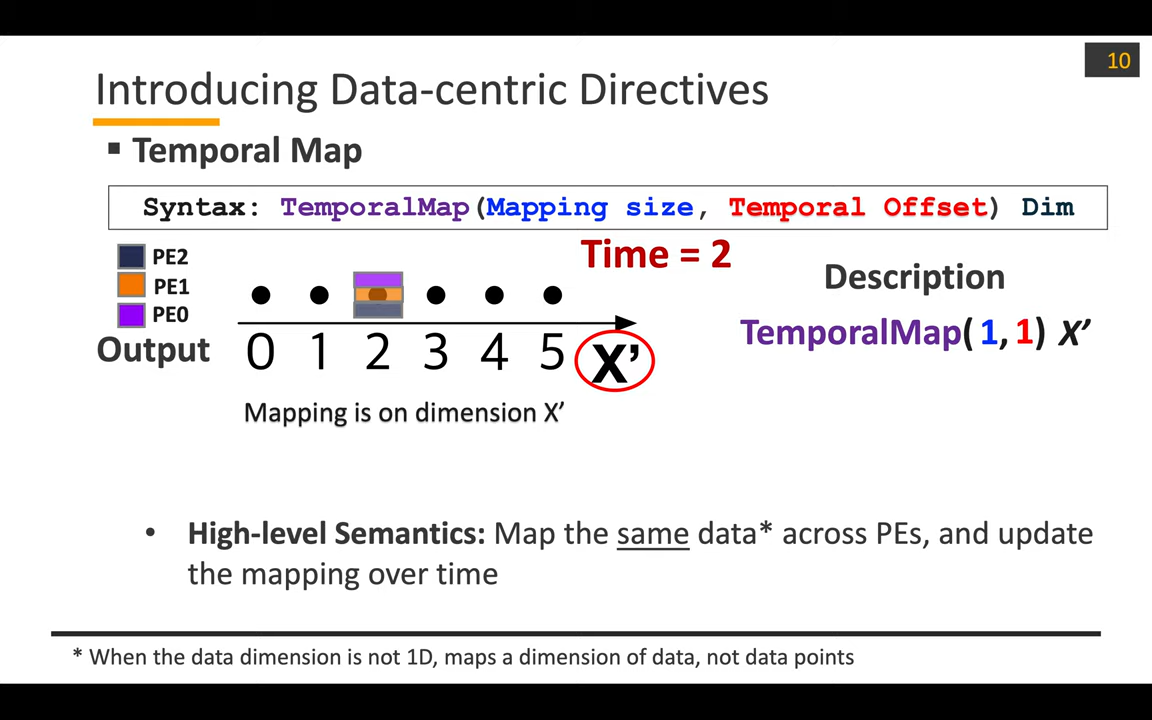 10
Introducing Data-centric Directives
▪ Temporal Map
Syntax: TemporalMap(Mapping size, Temporal Offset) Dim
PE2
PE1
PE0
Time = 2
Description
TemporalMap( 1, 1) X’
Output 0 1 2 3 4 5 X’
Mapping is on dimension X’
• High-level Semantics: Map the same data* across PEs, and update
the mapping over time
* When the data dimension is not 1D, maps a dimension of data, not data points